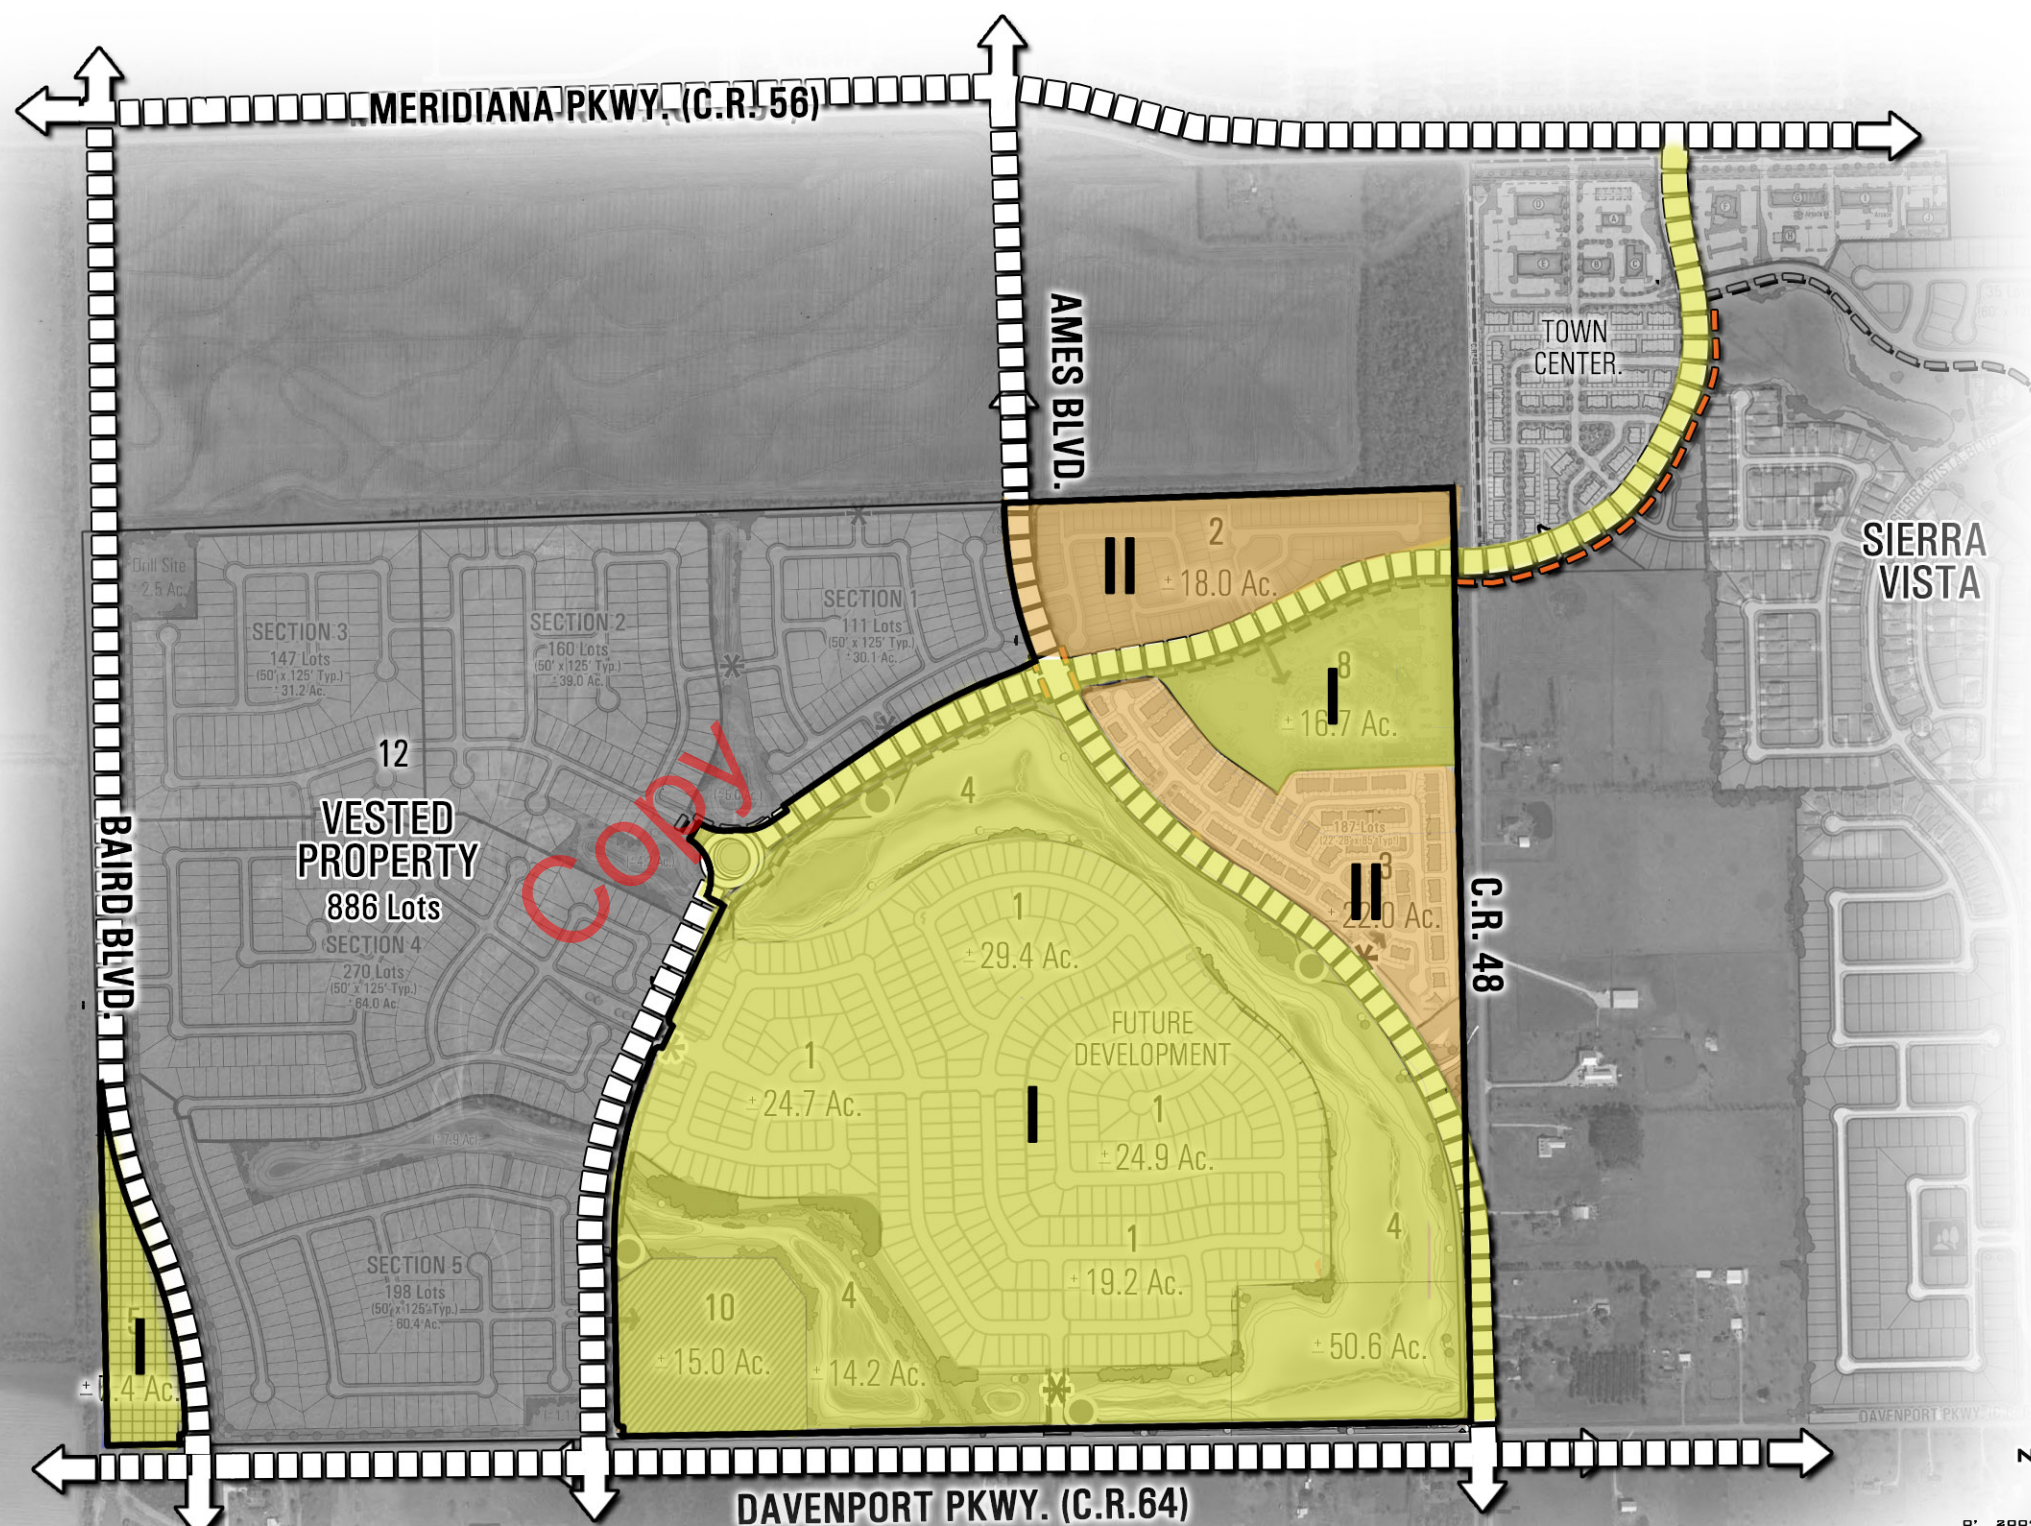 MERIDIANA PKWY. (C.R. 56)
AMES BLVD.
TOWN
CENTER.
SIERRA
VISTA
SIERRA VISTA BLVD
2
II
± 18.0 Ac.
Drill Site
2.5 Ac.
SECTION 3
147 Lots
(50' x 125' Typ.)
± 31.2 Ac.
SECTION 2
160 Lots
(50' x 125' Typ.)
± 39.0 Ac.
SECTION 1
111 Lots
(50' x 125' Typ.)
± 30.1 Ac.
8
I
± 16.7 Ac.
12
VESTED
PROPERTY
886 Lots
Copy
4
187 Lots
3
II
± 22.0 Ac.
BAIRD BLVD.
C.R. 48
SECTION 4
270 Lots
(50' x 125' Typ.)
± 64.0 Ac.
1
± 29.4 Ac.
FUTURE
DEVELOPMENT
1
± 24.7 Ac.
I
1
± 24.9 Ac.
1
± 19.2 Ac.
4
± 50.6 Ac.
SECTION 5
198 Lots
(50' x 125' Typ.)
± 60.4 Ac.
10
± 15.0 Ac.
4
± 14.2 Ac.
5
I
.4 Ac.
DAVENPORT PKWY.
DAVENPORT PKWY. (C.R.64)